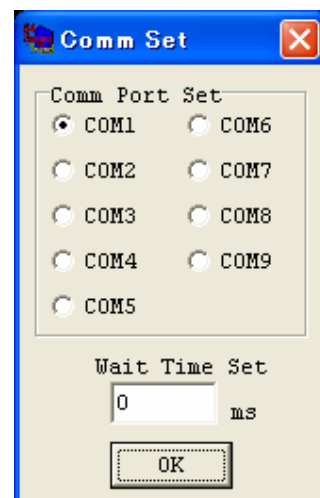 Comm Set
Comm Port Set
COM1 COM6
COM2 COM7
COM3 COM8
COM4 COM9
COM5
Wait Time Set
0 ms
OK